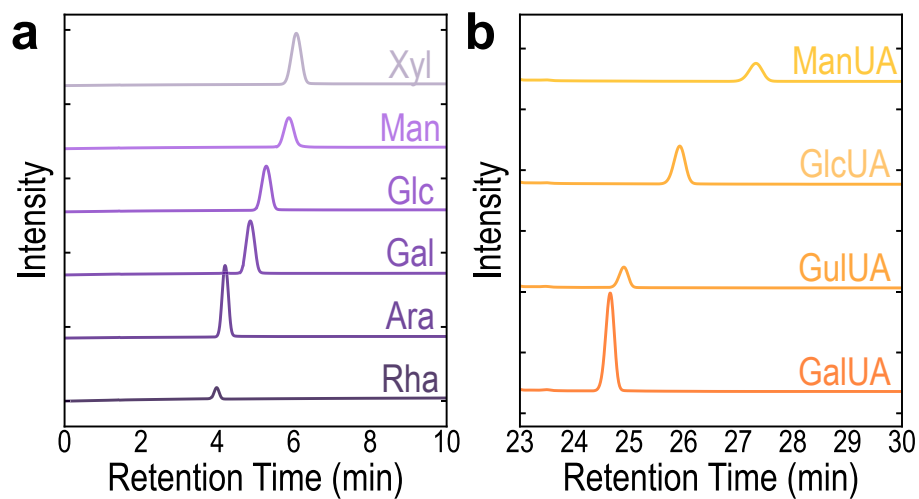 a
Xyl
Man
Glc
Gal
Ara
Rha
Intensity
0 2 4 6 8 10
Retention Time (min)
b
ManUA
GlcUA
GulUA
GalUA
Intensity
23 24 25 26 27 28 29 30
Retention Time (min)